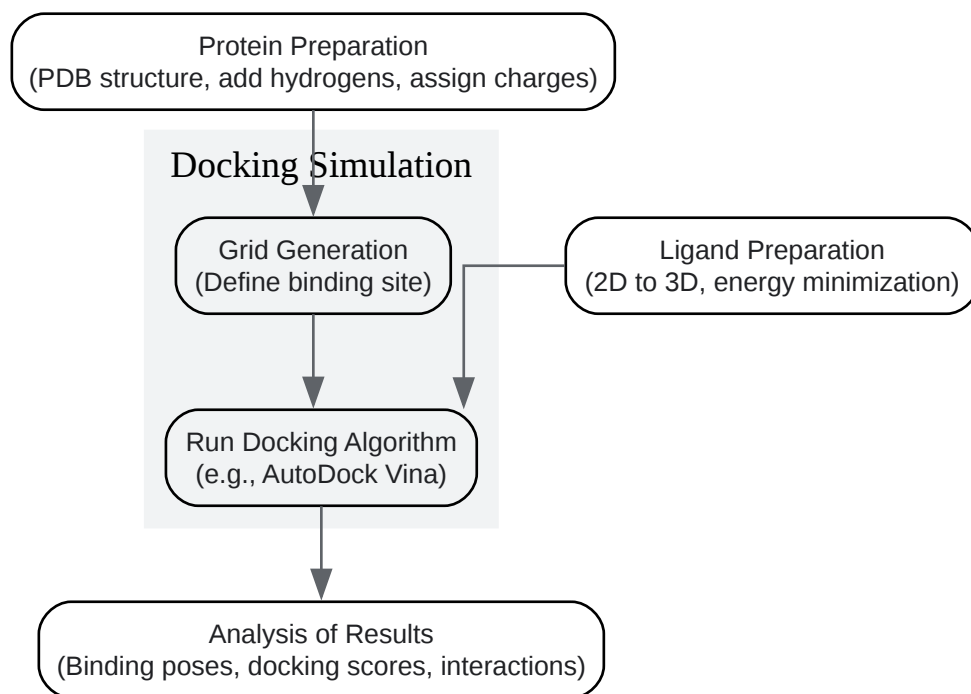 Protein Preparation
(PDB structure, add hydrogens, assign charges)
Docking Simulation
Grid Generation
(Define binding site)
Ligand Preparation
(2D to 3D, energy minimization)
Run Docking Algorithm
(e.g., AutoDock Vina)
Analysis of Results
(Binding poses, docking scores, interactions)